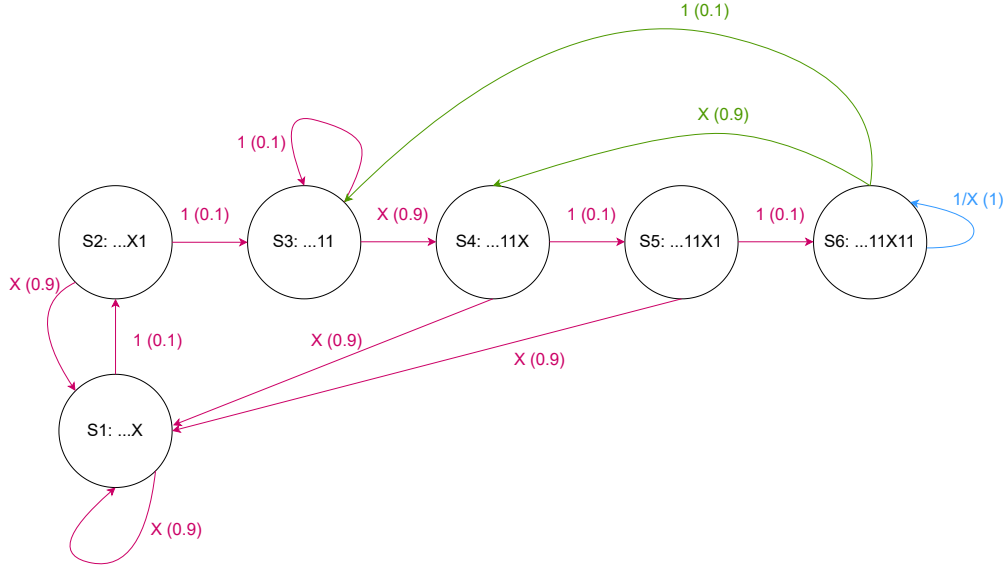 1 (0.1)
X (0.9)
1 (0.1)
1/X (1)
1 (0.1)
X (0.9)
1 (0.1)
1 (0.1)
S2: ...X1
S3: ...11
S4: ...11X
S5: ...11X1
S6: ...11X11
X (0.9)
1 (0.1)
X (0.9)
X (0.9)
S1: ...X
X (0.9)